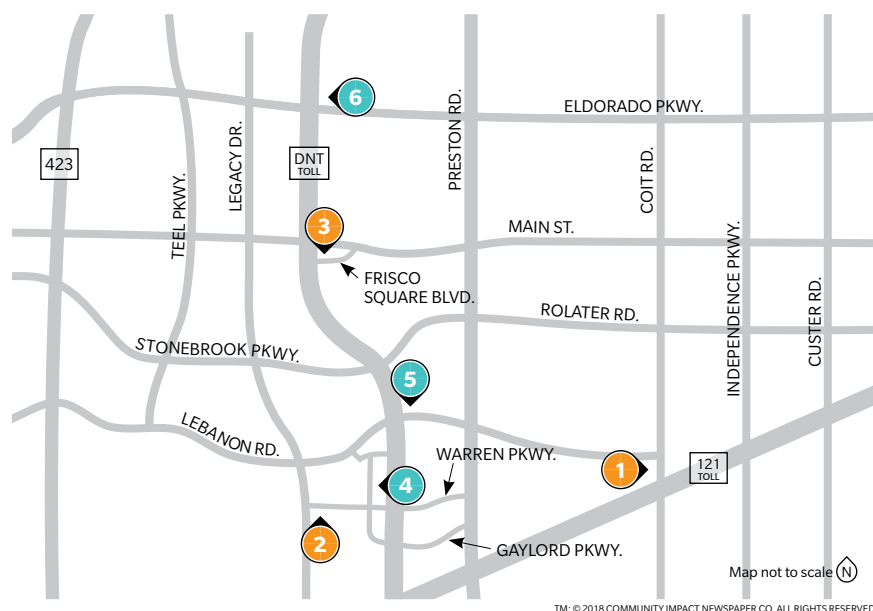 6
ELDORADO PKWY.
PRESTON RD.
LEGACY DR.
423
DNT
TOLL
COIT RD.
TEEL PKWY.
3
MAIN ST.
FRISCO
SQUARE BLVD.
INDEPENDENCE PKWY.
CUSTER RD.
ROLATER RD.
STONEBROOK PKWY.
5
LEBANON RD.
WARREN PKWY.
1
121
TOLL
4
2
GAYLORD PKWY.
Map not to scale N
TM; © 2018 COMMUNITY IMPACT NEWSPAPER CO. ALL RIGHTS RESERVED